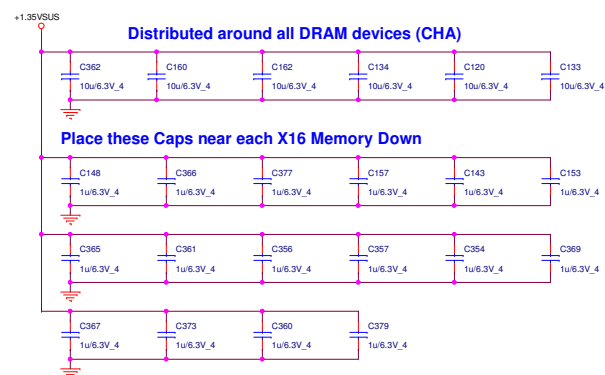 +1.35VSUS
Distributed around all DRAM devices (CHA)
C362 C160 C162 C134 C120 C133
10u/6.3V_4 10u/6.3V_4 10u/6.3V_4 10u/6.3V_4 10u/6.3V_4 10u/6.3V_4
Place these Caps near each X16 Memory Down
C148 C366 C377 C157 C143 C153
1u/6.3V_4 1u/6.3V_4 1u/6.3V_4 1u/6.3V_4 1u/6.3V_4 1u/6.3V_4
C365 C361 C356 C357 C354 C369
1u/6.3V_4 1u/6.3V_4 1u/6.3V_4 1u/6.3V_4 1u/6.3V_4 1u/6.3V_4
C367 C373 C360 C379
1u/6.3V_4 1u/6.3V_4 1u/6.3V_4 1u/6.3V_4